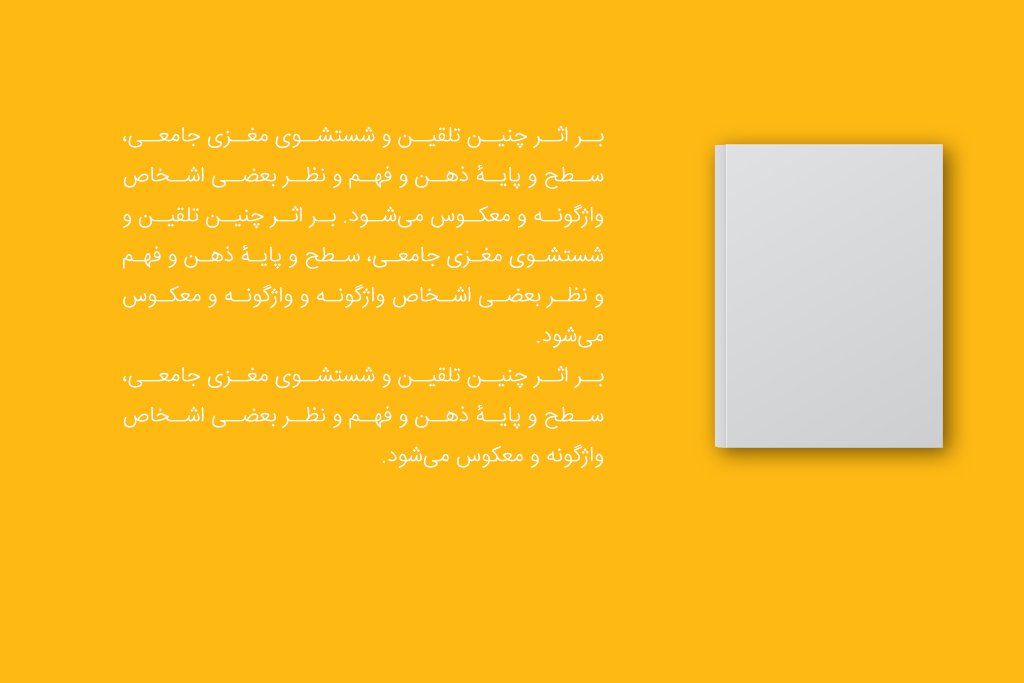 بر اثر چنین تلقین و شستشوی مغزی جامعی،
سطح و پایهٔ ذهن و فهم و نظر بعضی اشخاص
واژگونه و معکوس می‌شود. بر اثر چنین تلقین و
شستشوی مغزی جامعی، سطح و پایهٔ ذهن و فهم
و نظر بعضی اشخاص واژگونه و واژگونه و معکوس
می‌شود.
بر اثر چنین تلقین و شستشوی مغزی جامعی،
سطح و پایهٔ ذهن و فهم و نظر بعضی اشخاص
واژگونه و معکوس می‌شود.